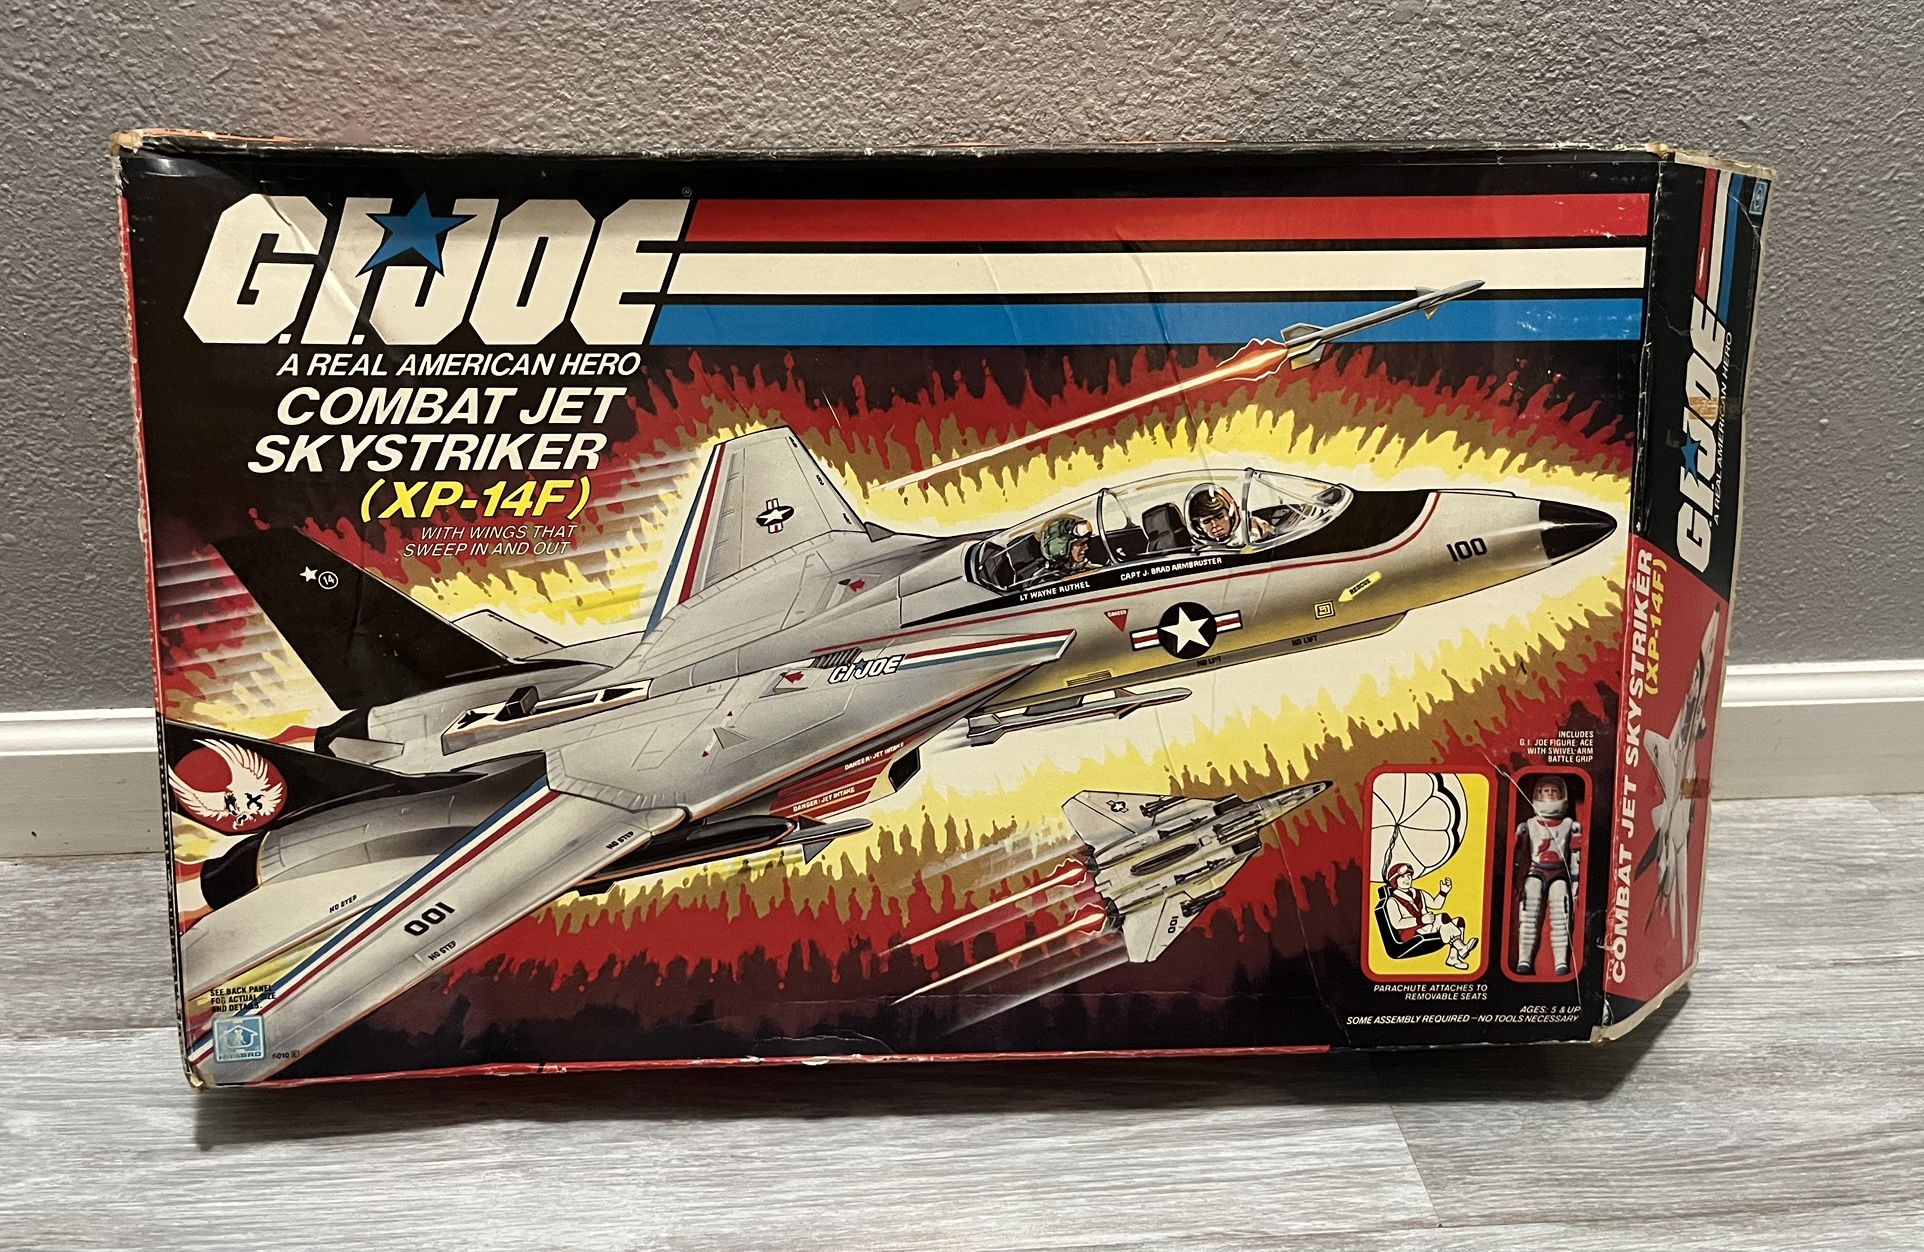 G.I. JOE ®
A REAL AMERICAN HERO
COMBAT JET
SKYSTRIKER
(XP-14F)
WITH WINGS THAT
SWEEP IN AND OUT
14
LT WAYNE RUTHEL
CAPT J. BRAD ARMBRUSTER
100
RESCUE
DANGER
NO LIFT
NO LIFT
G.I. JOE
DANGER: JET INTAKE
DANGER: JET INTAKE
NO STEP
NO STEP
001
NO STEP
100
INCLUDES
G.I. JOE FIGURE, ACE
WITH SWIVEL-ARM
BATTLE GRIP
PARACHUTE ATTACHES TO
REMOVABLE SEATS
AGES: 5 & UP
SOME ASSEMBLY REQUIRED — NO TOOLS NECESSARY
SEE BACK PANEL
FOR ACTUAL SIZE
AND DETAILS.
HASBRO
6010
G.I. JOE
A REAL AMERICAN HERO
COMBAT JET SKYSTRIKER
(XP-14F)